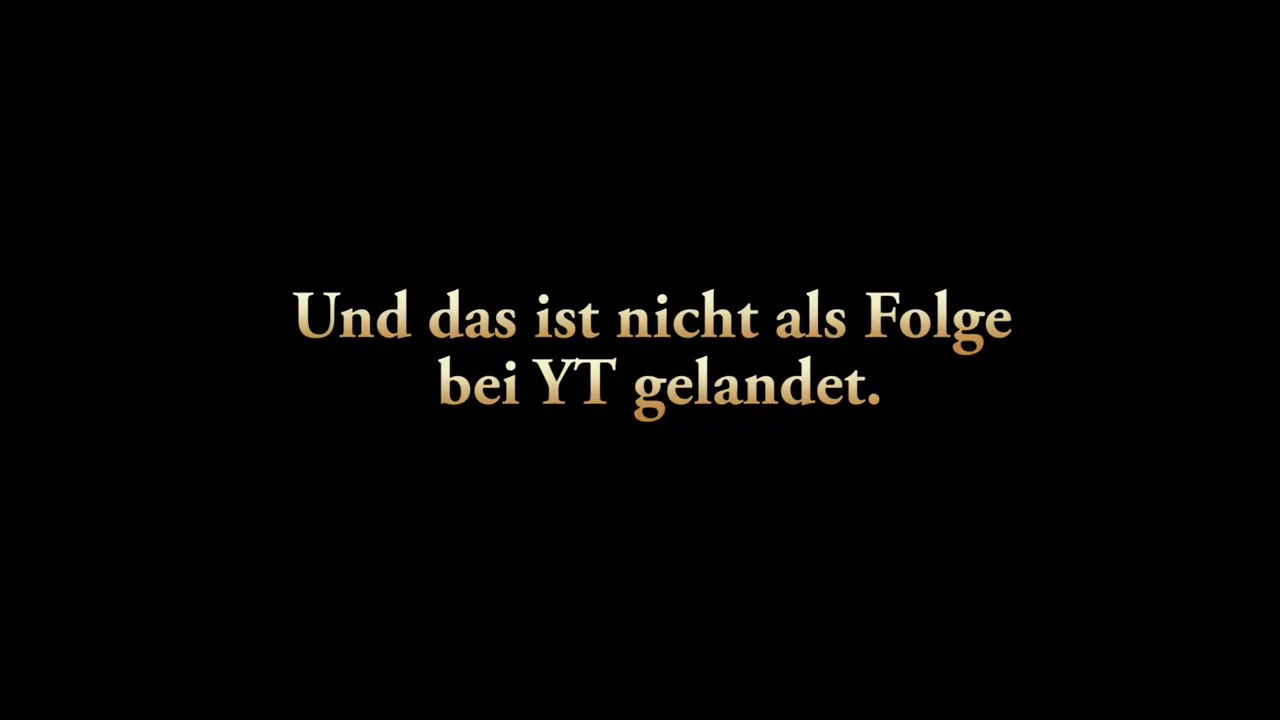 Und das ist nicht als Folge
bei YT gelandet.